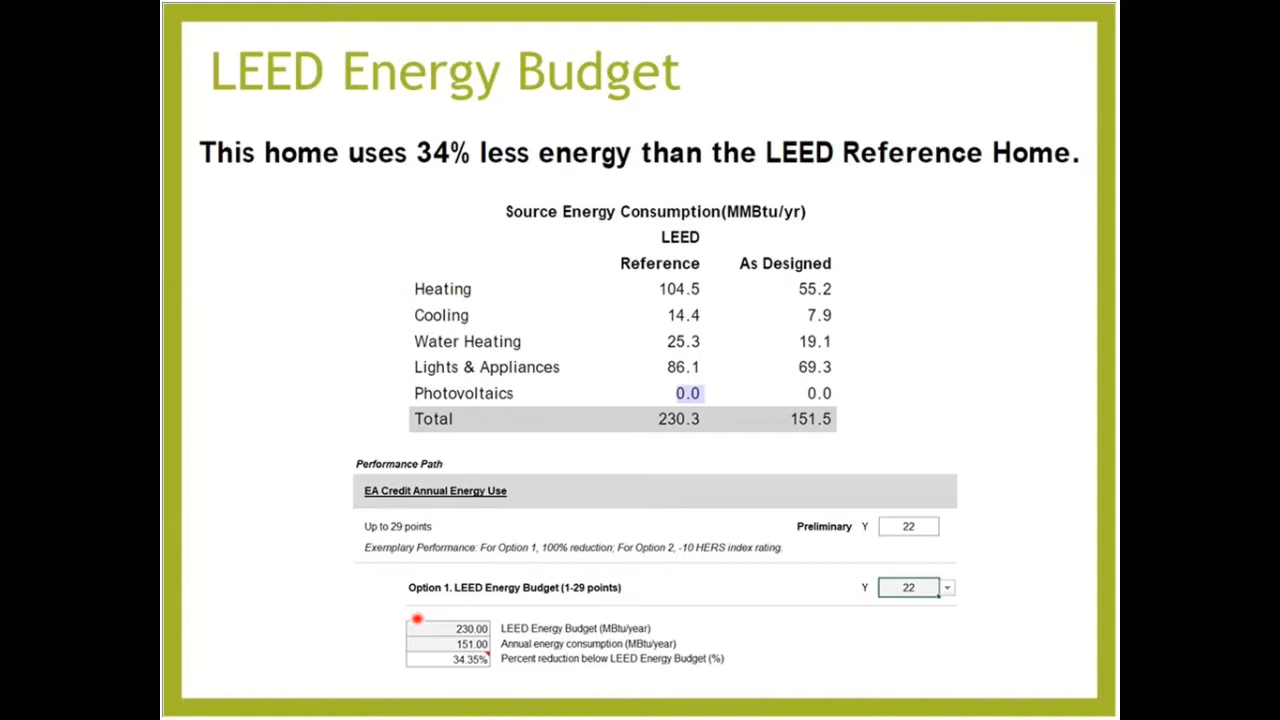 LEED Energy Budget
This home uses 34% less energy than the LEED Reference Home.
Source Energy Consumption(MMBtu/yr)
LEED
Reference As Designed
Heating 104.5 55.2
Cooling 14.4 7.9
Water Heating 25.3 19.1
Lights & Appliances 86.1 69.3
Photovoltaics 0.0 0.0
Total 230.3 151.5
Performance Path
EA Credit Annual Energy Use
Up to 29 points Preliminary Y 22
Exemplary Performance: For Option 1, 100% reduction; For Option 2, -10 HERS index rating.
Option 1. LEED Energy Budget (1-29 points) Y 22
230.00 LEED Energy Budget (MBtu/year)
151.00 Annual energy consumption (MBtu/year)
34.35% Percent reduction below LEED Energy Budget (%)